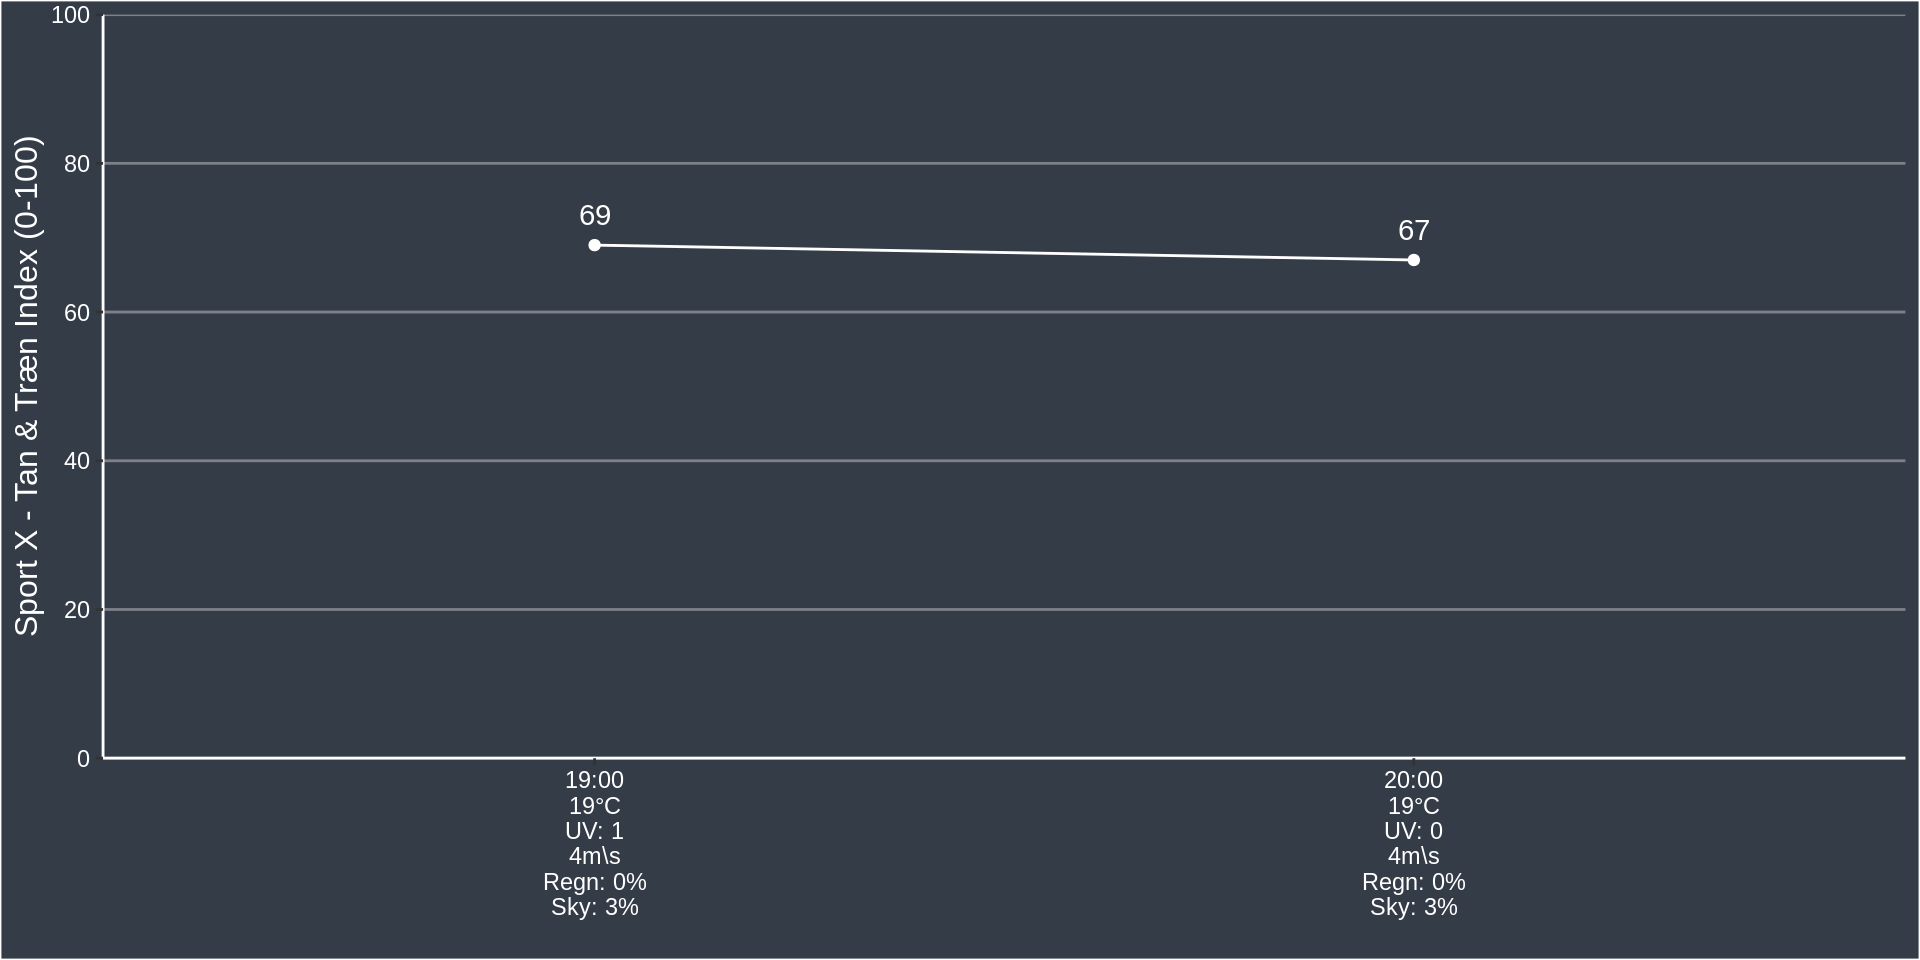 Sport X - Tan & Træn Index (0-100)
100
80
60
40
20
0
69
67
19:00
19°C
UV: 1
4m\s
Regn: 0%
Sky: 3%
20:00
19°C
UV: 0
4m\s
Regn: 0%
Sky: 3%